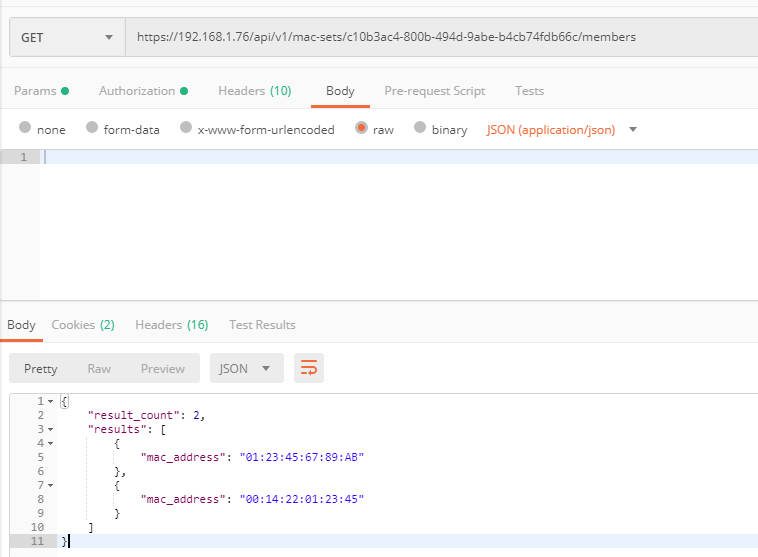 GET https://192.168.1.76/api/v1/mac-sets/c10b3ac4-800b-494d-9abe-b4cb74fdb66c/members
Params Authorization Headers (10) Body Pre-request Script Tests
none form-data x-www-form-urlencoded raw binary JSON (application/json)
1
Body Cookies (2) Headers (16) Test Results
Pretty Raw Preview JSON
1 {
2 "result_count": 2,
3 "results": [
4 {
5 "mac_address": "01:23:45:67:89:AB"
6 },
7 {
8 "mac_address": "00:14:22:01:23:45"
9 }
10 ]
11 }